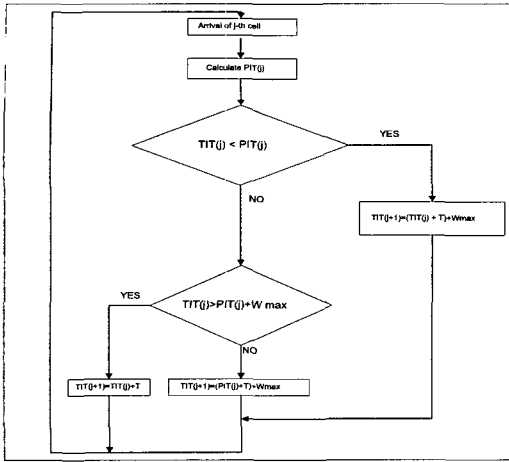 Arrival of j-th cell
Calculate PIT(j)
TIT(j) < PIT(j)
YES
NO
TIT(j+1)=(TIT(j) + T)+Wmax
YES
TIT(j)>PIT(j)+W max
NO
TIT(j+1)=TIT(j)+T
TIT(j+1)=(PIT(j)+T)+Wmax